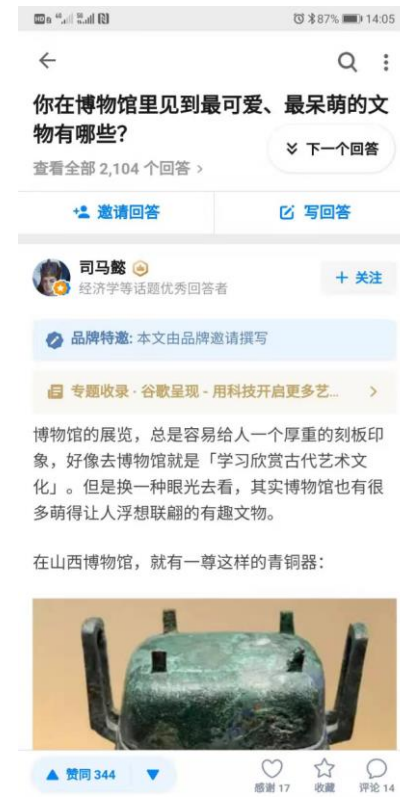 87% 14:05
你在博物馆里见到最可爱、最呆萌的文
物有哪些?
下一个回答
查看全部 2,104 个回答 >
邀请回答
写回答
司马懿
经济学等话题优秀回答者
+ 关注
品牌特邀: 本文由品牌邀请撰写
专题收录 · 谷歌呈现 - 用科技开启更多艺... >
博物馆的展览，总是容易给人一个厚重的刻板印
象，好像去博物馆就是「学习欣赏古代艺术文
化」。但是换一种眼光去看，其实博物馆也有很
多萌得让人浮想联翩的有趣文物。
在山西博物馆，就有一尊这样的青铜器：
赞同 344
感谢 17
收藏
评论 14